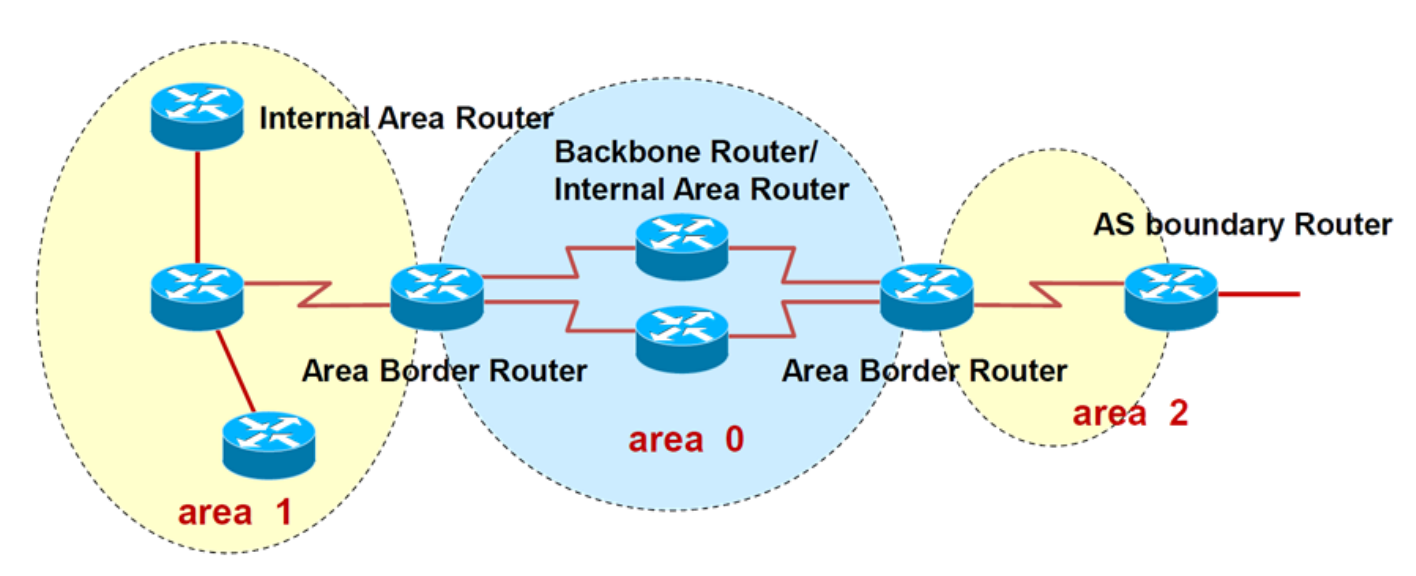 Internal Area Router
Backbone Router/
Internal Area Router
AS boundary Router
Area Border Router
Area Border Router
area 0
area 2
area 1